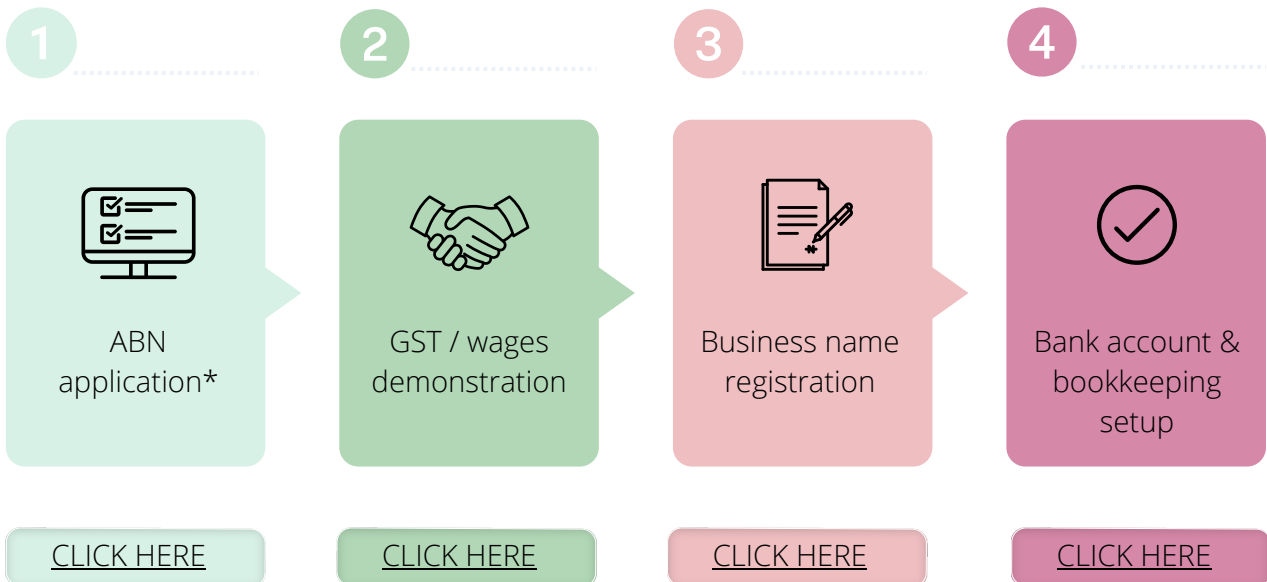 1
2
3
4
ABN
application*
GST / wages
demonstration
Business name
registration
Bank account &
bookkeeping
setup
CLICK HERE
CLICK HERE
CLICK HERE
CLICK HERE